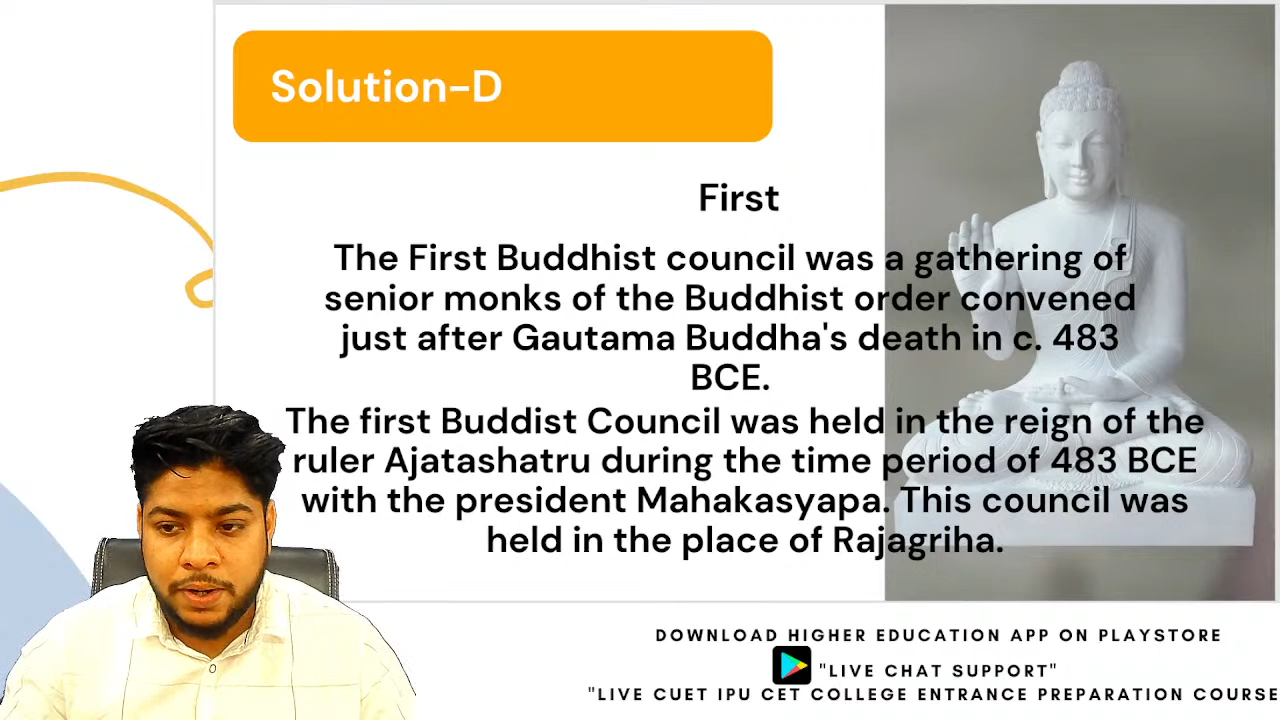 Solution-D
First
The First Buddhist council was a gathering of
senior monks of the Buddhist order convened
just after Gautama Buddha's death in c. 483
BCE.
The first Buddist Council was held in the reign of the
ruler Ajatashatru during the time period of 483 BCE
with the president Mahakasyapa. This council was
held in the place of Rajagriha.
DOWNLOAD HIGHER EDUCATION APP ON PLAYSTORE
"LIVE CHAT SUPPORT"
"LIVE CUET IPU CET COLLEGE ENTRANCE PREPARATION COURSE